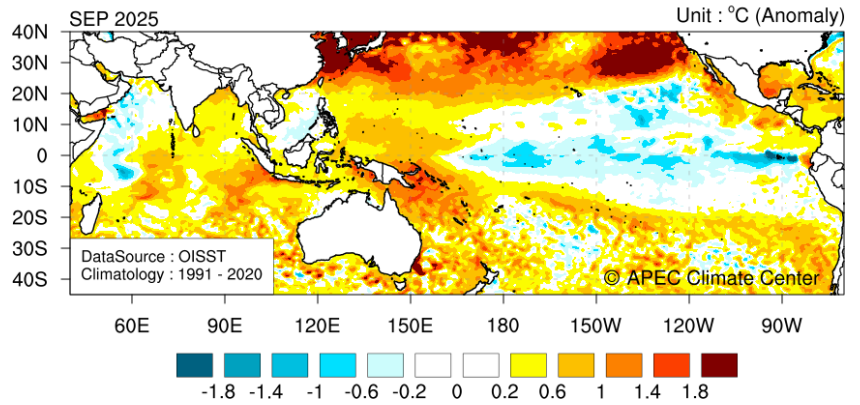 SEP 2025
Unit : °C (Anomaly)
40N
30N
20N
10N
0
10S
20S
30S
40S
DataSource : OISST
Climatology : 1991 - 2020
© APEC Climate Center
60E 90E 120E 150E 180 150W 120W 90W
-1.8 -1.4 -1 -0.6 -0.2 0 0.2 0.6 1 1.4 1.8